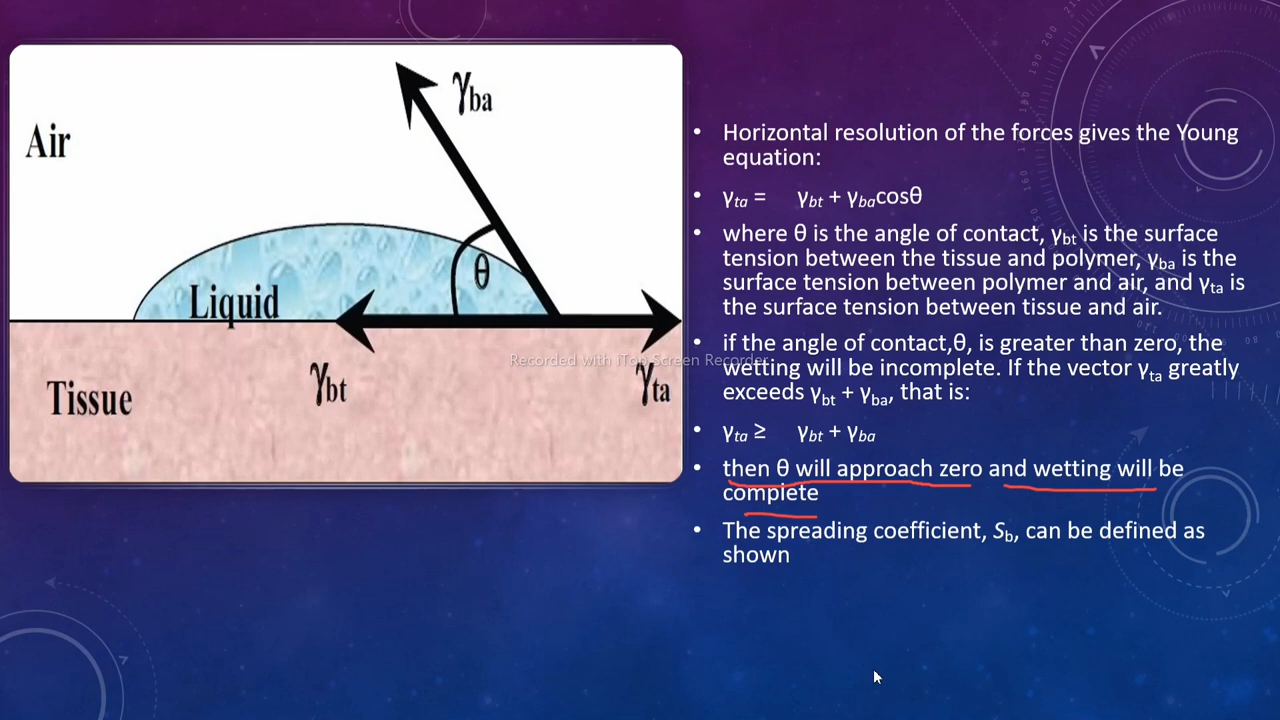 Air
γba
θ
Liquid
γbt
γta
Tissue
Recorded with iTop Screen Recorder
• Horizontal resolution of the forces gives the Young
equation:
• γta = γbt + γbacosθ
• where θ is the angle of contact, γbt is the surface
tension between the tissue and polymer, γba is the
surface tension between polymer and air, and γta is
the surface tension between tissue and air.
• if the angle of contact,θ, is greater than zero, the
wetting will be incomplete. If the vector γta greatly
exceeds γbt + γba, that is:
• γta ≥ γbt + γba
• then θ will approach zero and wetting will be
complete
• The spreading coefficient, Sb, can be defined as
shown